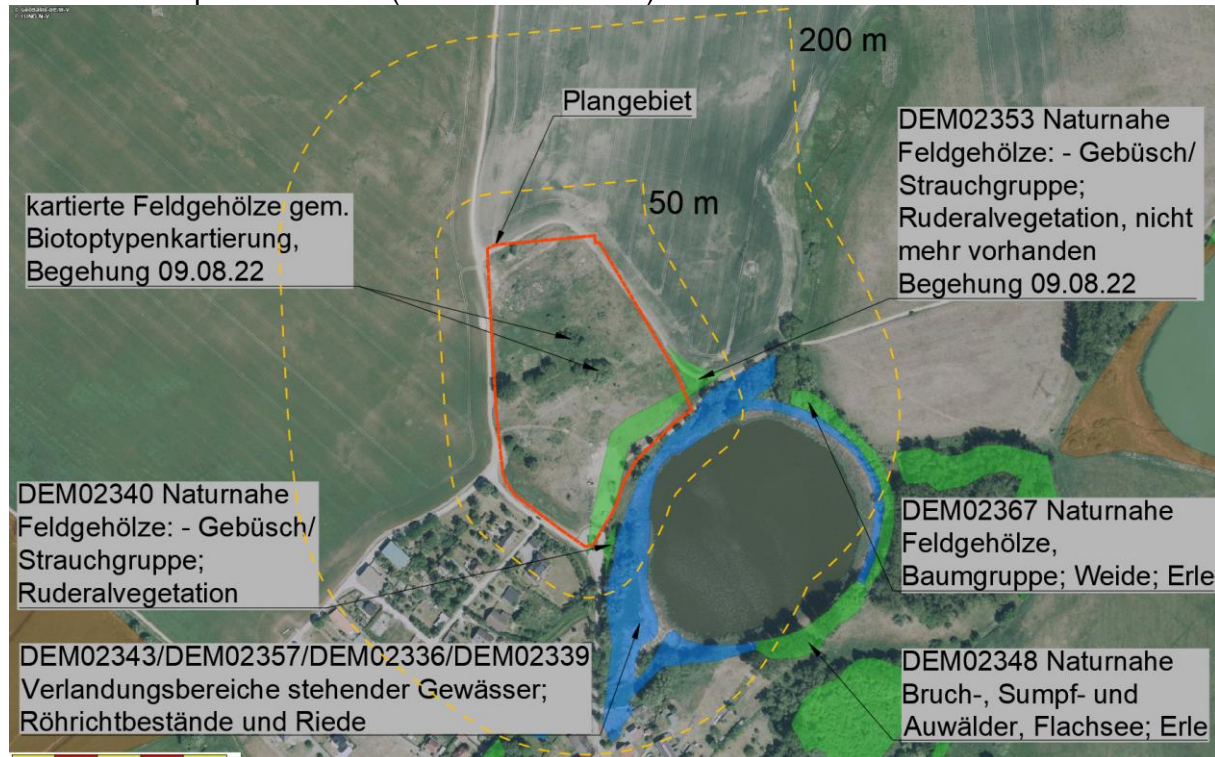 200 m
Plangebiet
DEM02353 Naturnahe
Feldgehölze: - Gebüsch/
Strauchgruppe;
Ruderalvegetation, nicht
mehr vorhanden
Begehung 09.08.22
kartierte Feldgehölze gem.
Biotoptypenkartierung,
Begehung 09.08.22
50 m
DEM02340 Naturnahe
Feldgehölze: - Gebüsch/
Strauchgruppe;
Ruderalvegetation
DEM02367 Naturnahe
Feldgehölze,
Baumgruppe; Weide; Erle
DEM02343/DEM02357/DEM02336/DEM02339
Verlandungsbereiche stehender Gewässer;
Röhrichtbestände und Riede
DEM02348 Naturnahe
Bruch-, Sumpf- und
Auwälder, Flachsee; Erle